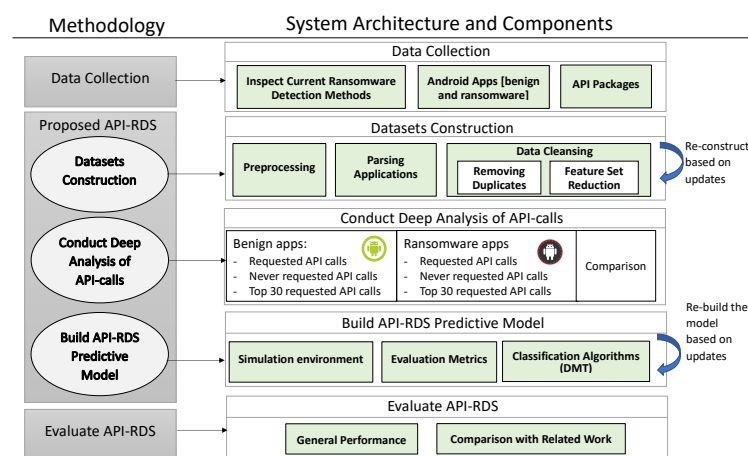 Methodology
System Architecture and Components
Data Collection
Data Collection
Inspect Current Ransomware
Detection Methods
Android Apps [benign
and ransomware]
API Packages
Proposed API-RDS
Datasets
Construction
Datasets Construction
Preprocessing
Parsing
Applications
Data Cleansing
Removing
Duplicates
Feature Set
Reduction
Re-construct
based on
updates
Conduct Deep
Analysis of
API-calls
Conduct Deep Analysis of API-calls
Benign apps:
- Requested API calls
- Never requested API calls
- Top 30 requested API calls
Ransomware apps
- Requested API calls
- Never requested API calls
- Top 30 requested API calls
Comparison
Build API-RDS
Predictive
Model
Build API-RDS Predictive Model
Simulation environment
Evaluation Metrics
Classification Algorithms
(DMT)
Re-build the
model
based on
updates
Evaluate API-RDS
Evaluate API-RDS
General Performance
Comparison with Related Work